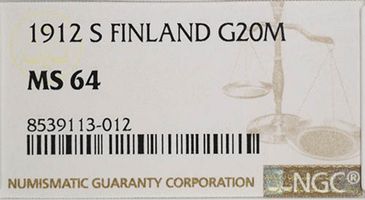 1912 S FINLAND G20M
MS 64
8539113-012
NUMISMATIC GUARANTY CORPORATION
NGC®